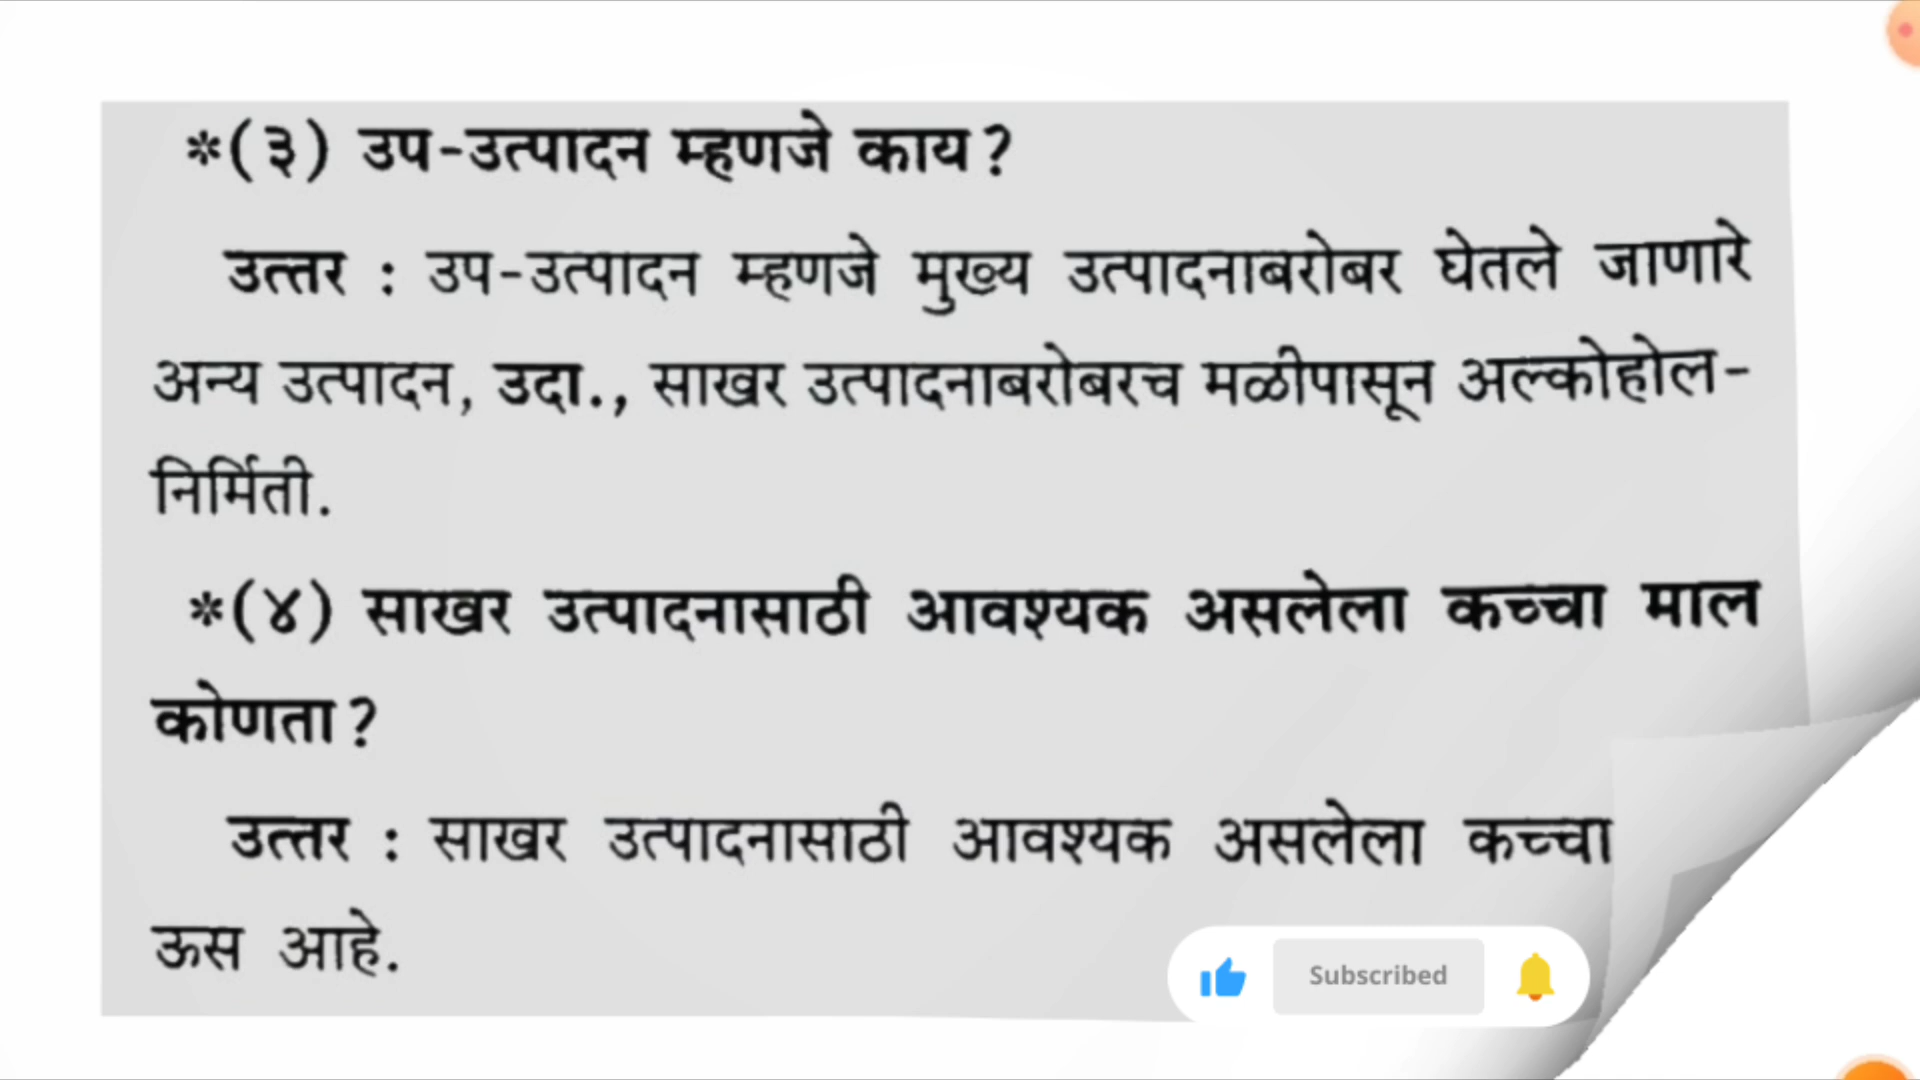 *(३) उप-उत्पादन म्हणजे काय?
उत्तर : उप-उत्पादन म्हणजे मुख्य उत्पादनाबरोबर घेतले जाणारे
अन्य उत्पादन, उदा., साखर उत्पादनाबरोबरच मळीपासून अल्कोहोल-
निर्मिती.
*(४) साखर उत्पादनासाठी आवश्यक असलेला कच्चा माल
कोणता?
उत्तर : साखर उत्पादनासाठी आवश्यक असलेला कच्चा
ऊस आहे.
Subscribed